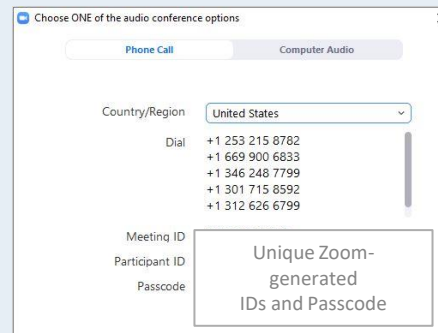 Choose ONE of the audio conference options
Phone Call Computer Audio
Country/Region United States
Dial +1 253 215 8782
+1 669 900 6833
+1 346 248 7799
+1 301 715 8592
+1 312 626 6799
Meeting ID
Participant ID
Passcode
Unique Zoom-
generated
IDs and Passcode